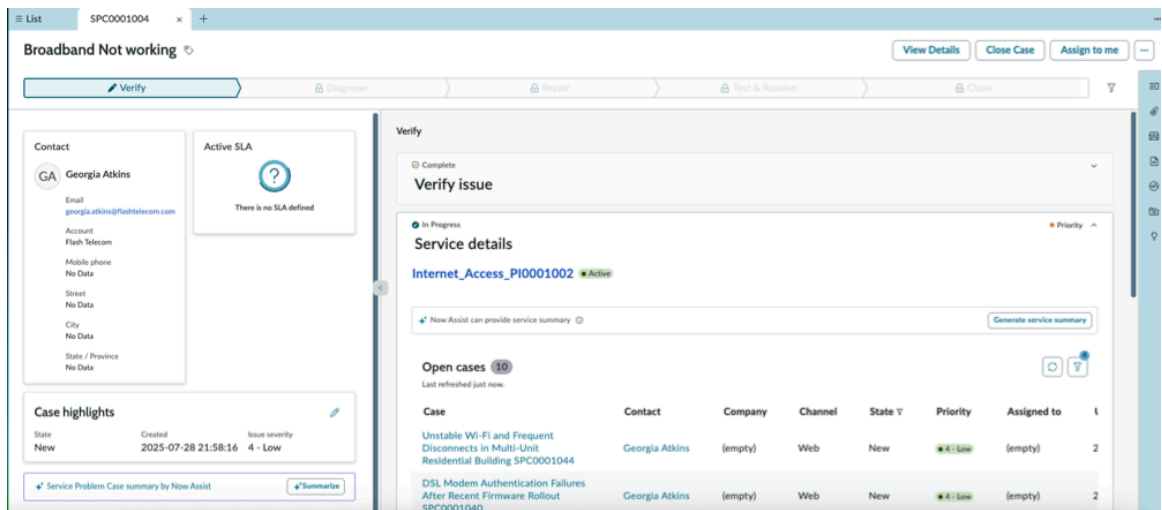 List
SPC0001004
Broadband Not working
View Details
Close Case
Assign to me
Verify
Diagnose
Repair
Test & Resolve
Close
Contact
GA
Georgia Atkins
Email
georgia.atkins@flashtelecom.com
Account
Flash Telecom
Mobile phone
No Data
Street
No Data
City
No Data
State / Province
No Data
Active SLA
?
There is no SLA defined
Case highlights
State Created Issue severity
New 2025-07-28 21:58:16 4 - Low
Service Problem Case summary by Now Assist
Summarize
Verify
Complete
Verify issue
In Progress
Priority
Service details
Internet_Access_PI0001002 Active
Now Assist can provide service summary
Generate service summary
Open cases 10
4
Last refreshed just now.
Case Contact Company Channel State Priority Assigned to U
Unstable Wi-Fi and Frequent
Disconnects in Multi-Unit
Residential Building SPC0001044
Georgia Atkins (empty) Web New 4 - Low (empty) 2
DSL Modem Authentication Failures
After Recent Firmware Rollout
SPC0001040
Georgia Atkins (empty) Web New 4 - Low (empty) 2